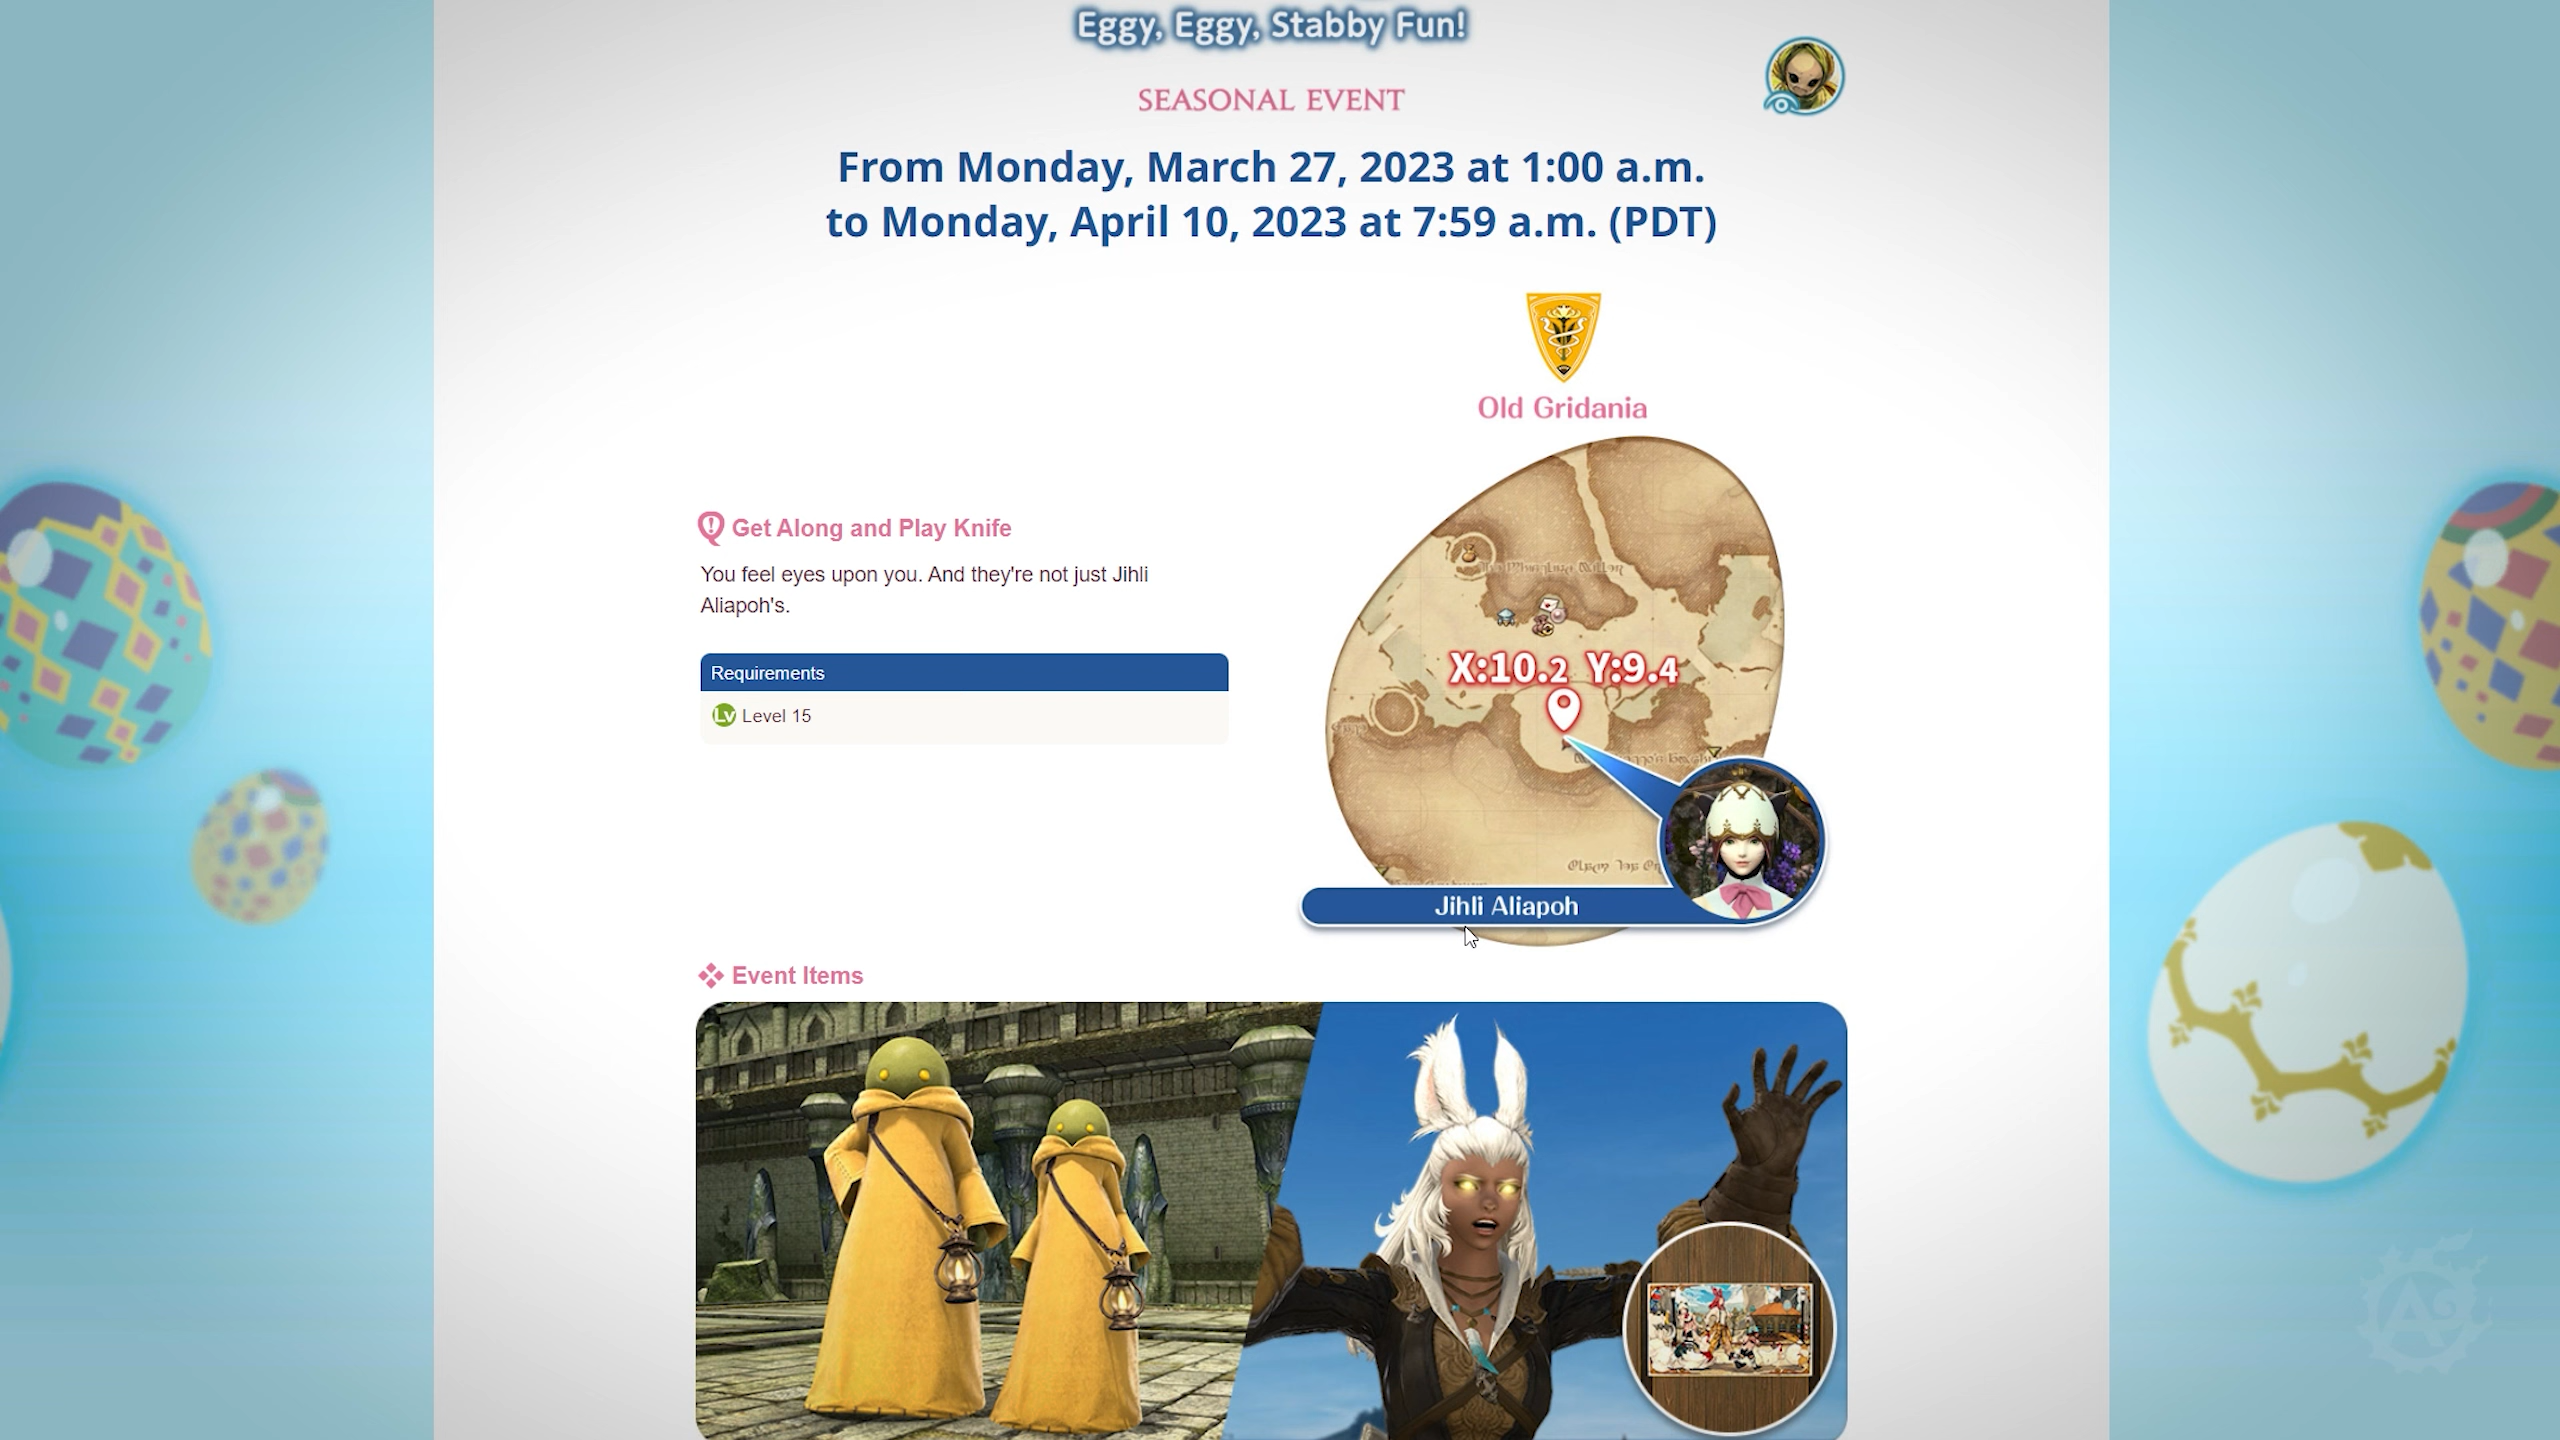 Eggy, Eggy, Stabby Fun!
SEASONAL EVENT
From Monday, March 27, 2023 at 1:00 a.m.
to Monday, April 10, 2023 at 7:59 a.m. (PDT)
Old Gridania
Get Along and Play Knife
You feel eyes upon you. And they're not just Jihli
Aliapoh's.
Requirements
Lv Level 15
X:10.2 Y:9.4
Jihli Aliapoh
Event Items